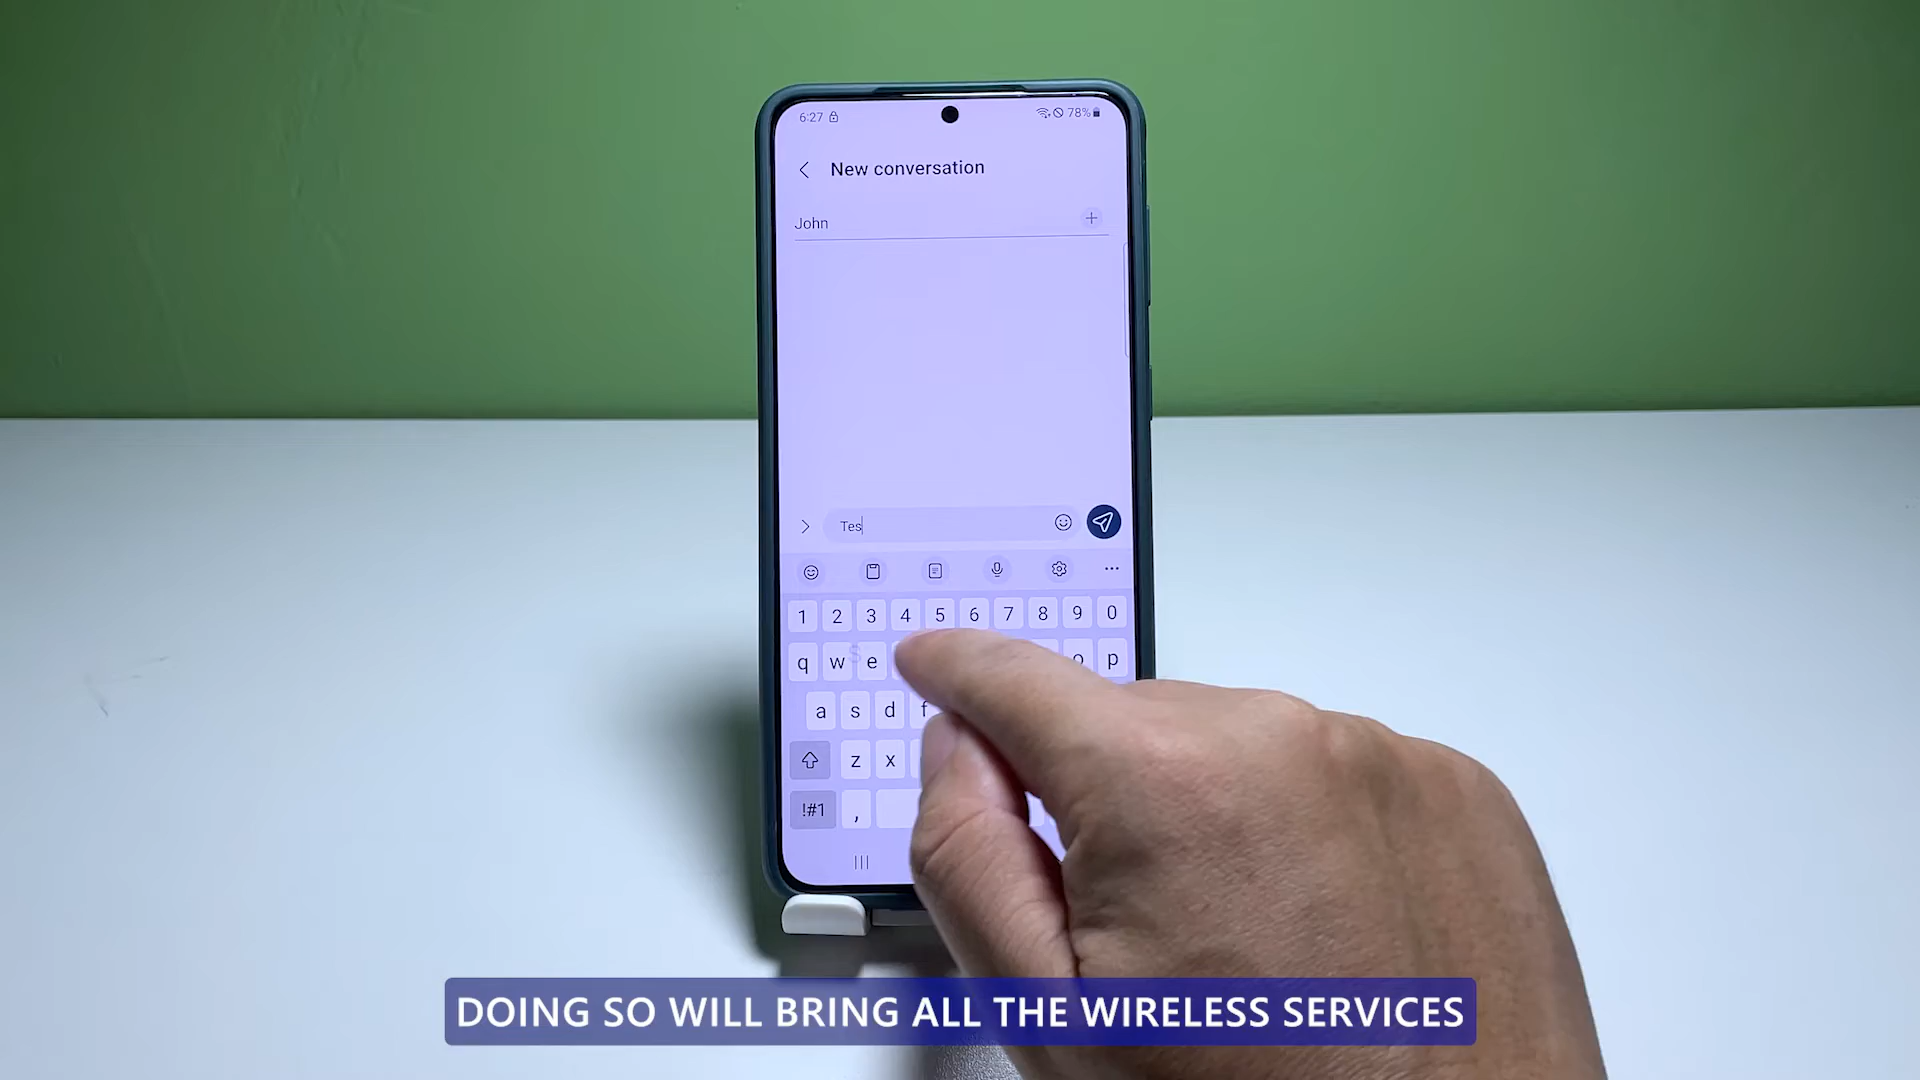 6:27
78%
New conversation
John
Tes
1 2 3 4 5 6 7 8 9 0
q w e o p
s
a s d f
z x
!#1 ,
DOING SO WILL BRING ALL THE WIRELESS SERVICES